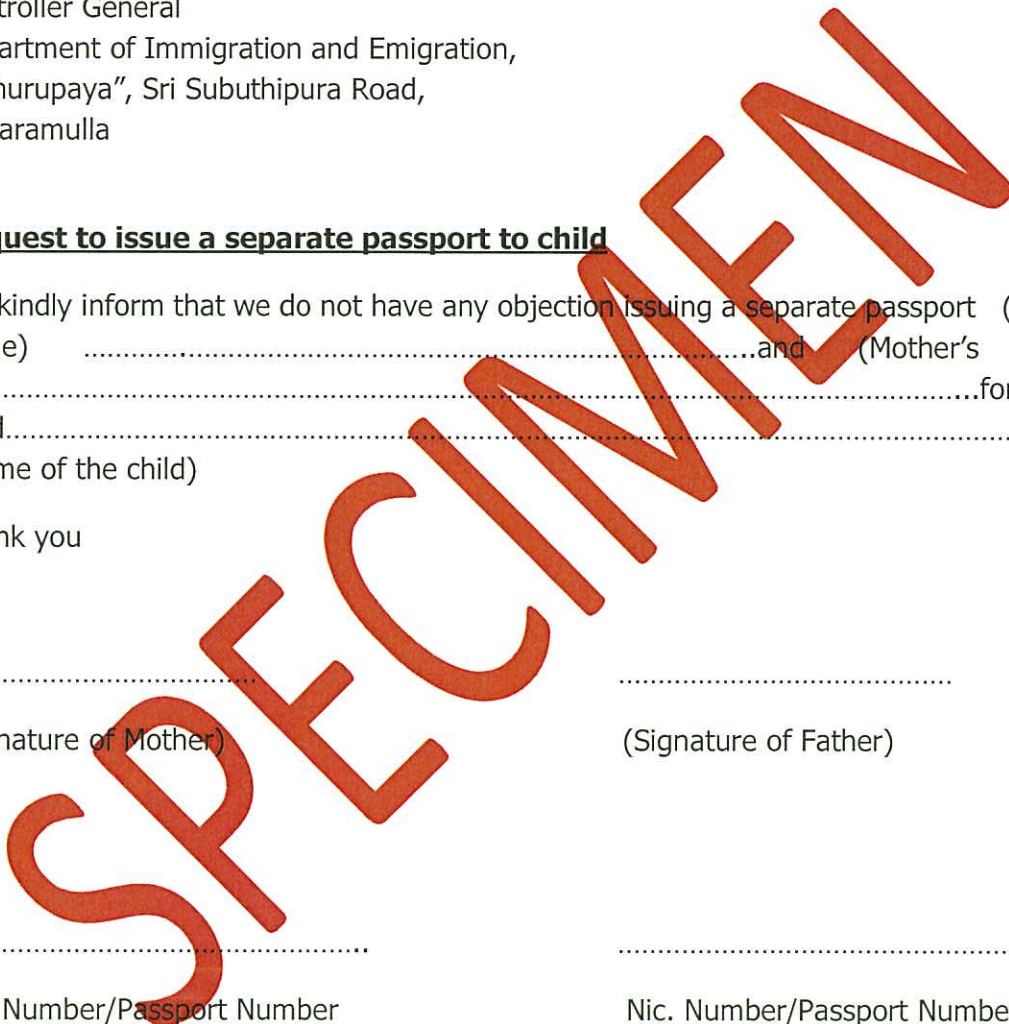 troller General
artment of Immigration and Emigration,
hurupaya”, Sri Subuthipura Road,
aramulla
quest to issue a separate passport to child
kindly inform that we do not have any objection issuing a separate passport (
e) ........................................................................and (Mother’s
................................................................................for
d................................................................................
me of the child)
nk you
........................ ........................
nature of Mother) (Signature of Father)
........................ ........................
Number/Passport Number Nic. Number/Passport Numbe
SPECIMEN